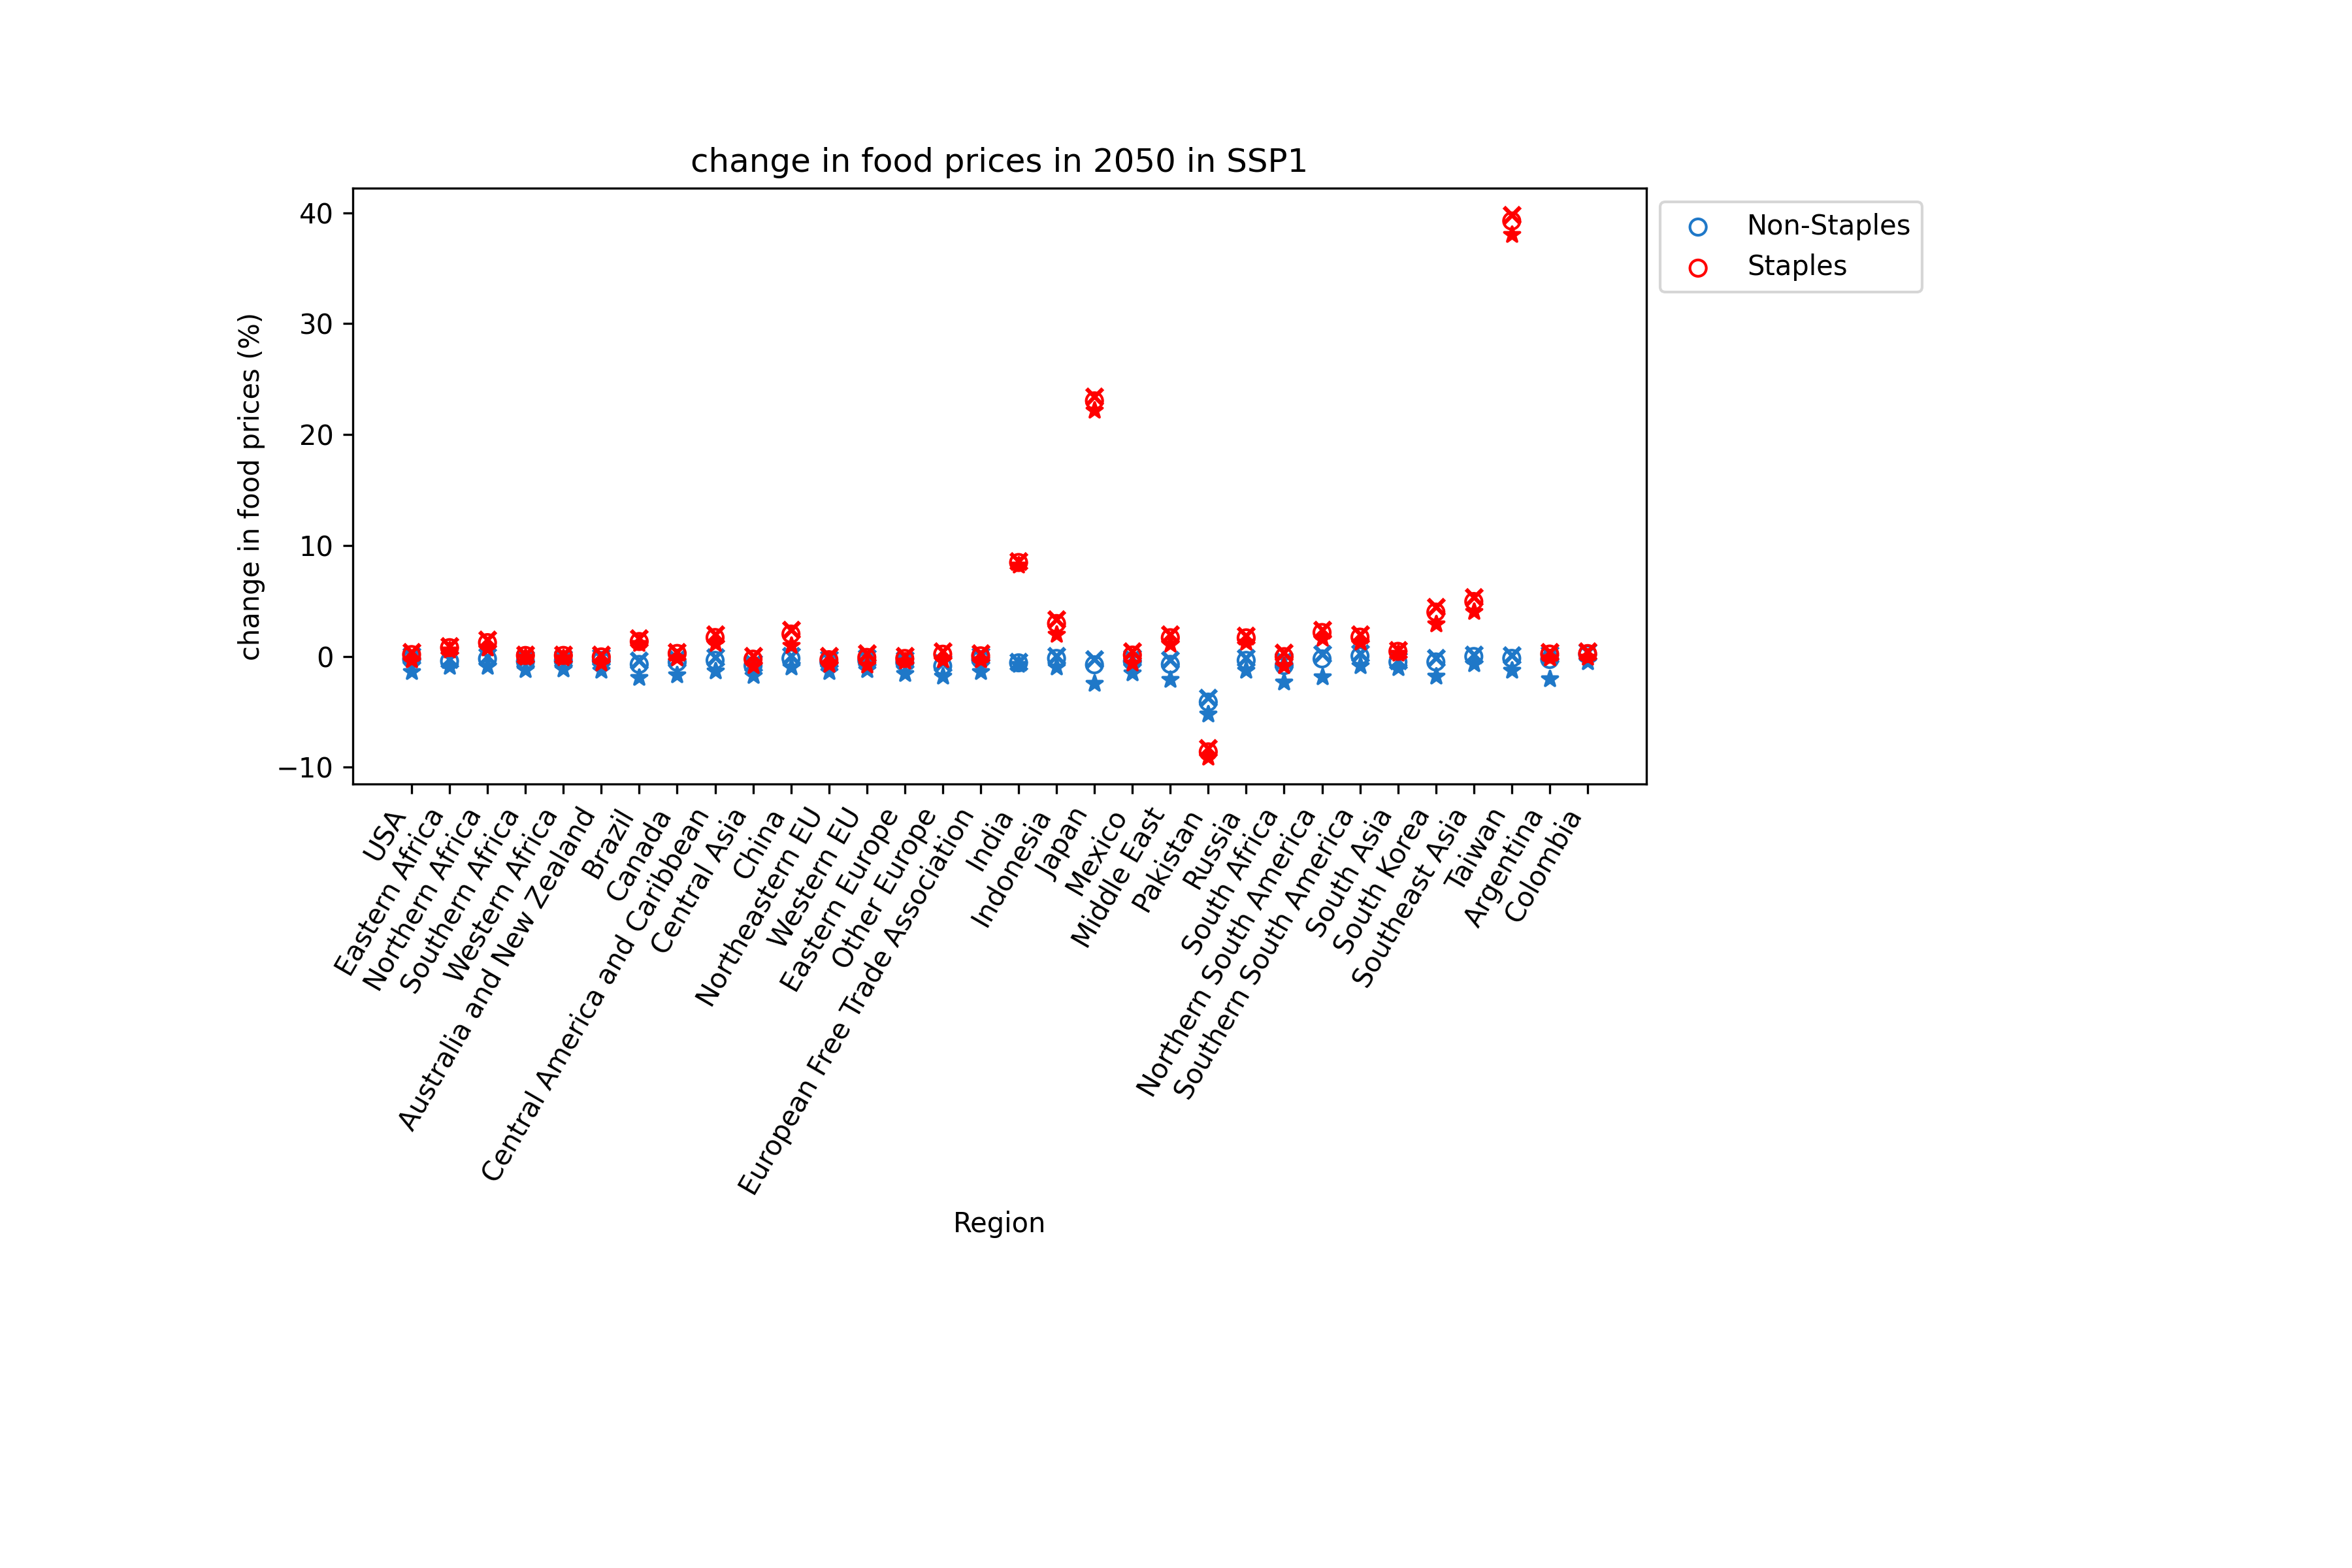 change in food prices in 2050 in SSP1
Non-Staples
Staples
change in food prices (%)
40
30
20
10
0
−10
USA
Eastern Africa
Northern Africa
Southern Africa
Western Africa
Australia and New Zealand
Brazil
Canada
Central America and Caribbean
Central Asia
China
Northeastern EU
Western EU
Eastern Europe
Other Europe
European Free Trade Association
India
Indonesia
Japan
Mexico
Middle East
Pakistan
Russia
South Africa
Northern South America
Southern South America
South Asia
South Korea
Southeast Asia
Taiwan
Argentina
Colombia
Region